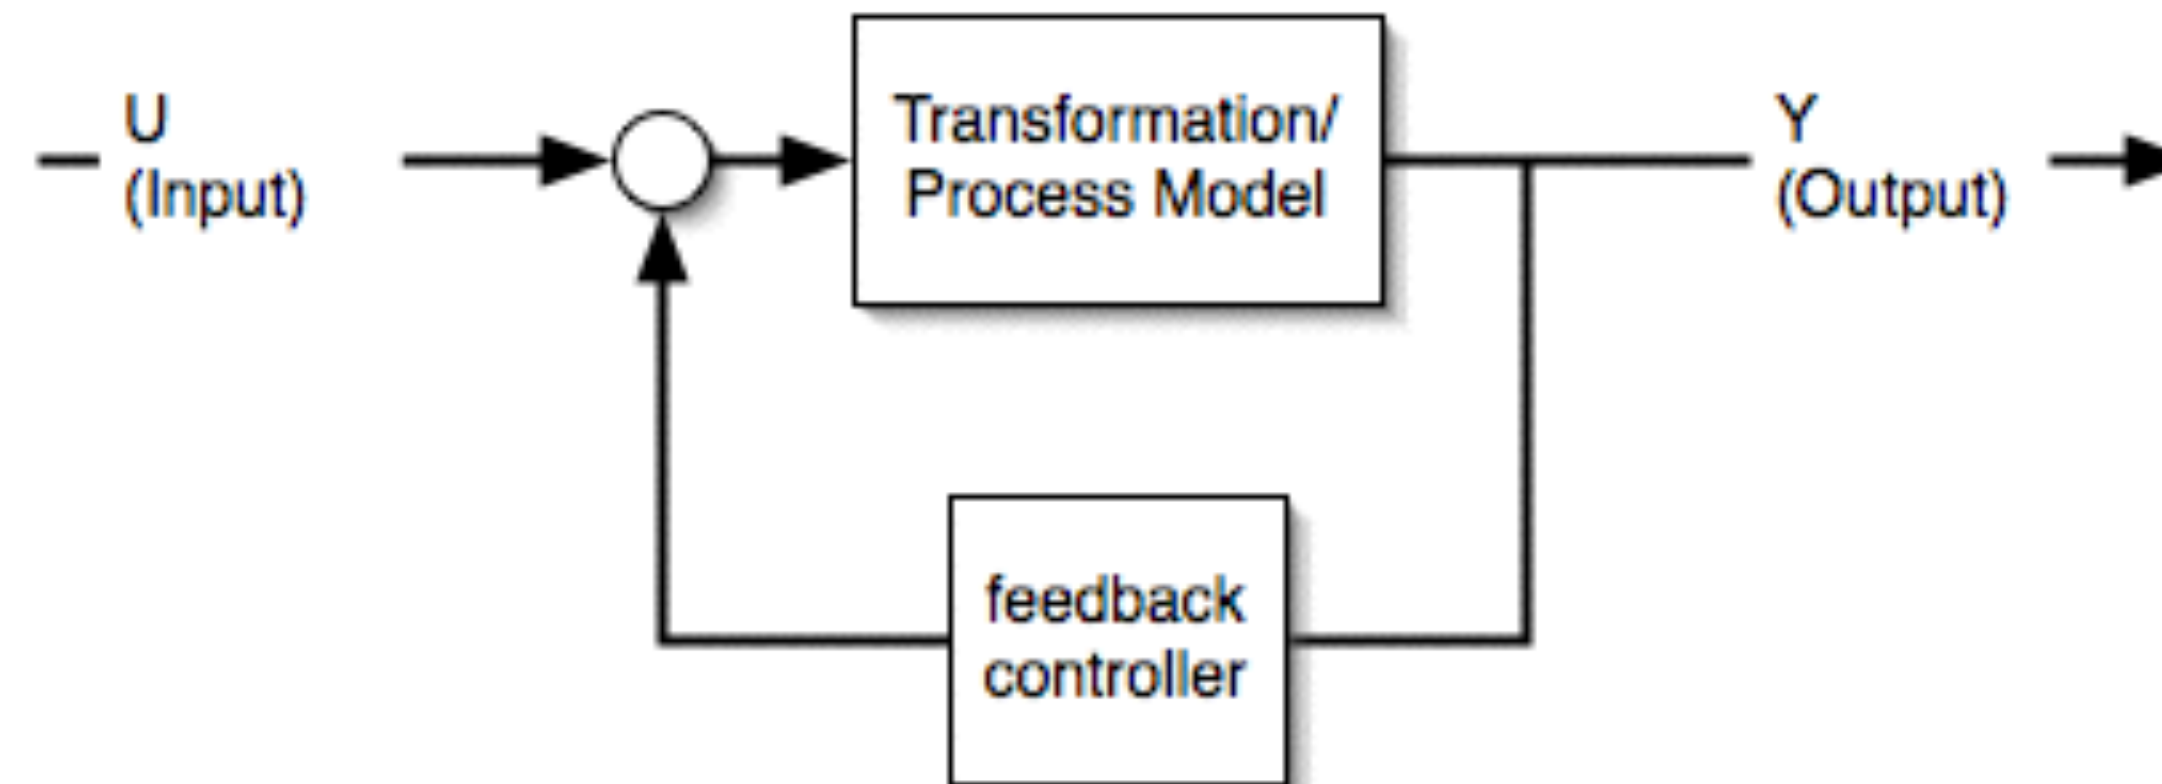 U
(Input)
Transformation/
Process Model
Y
(Output)
feedback
controller